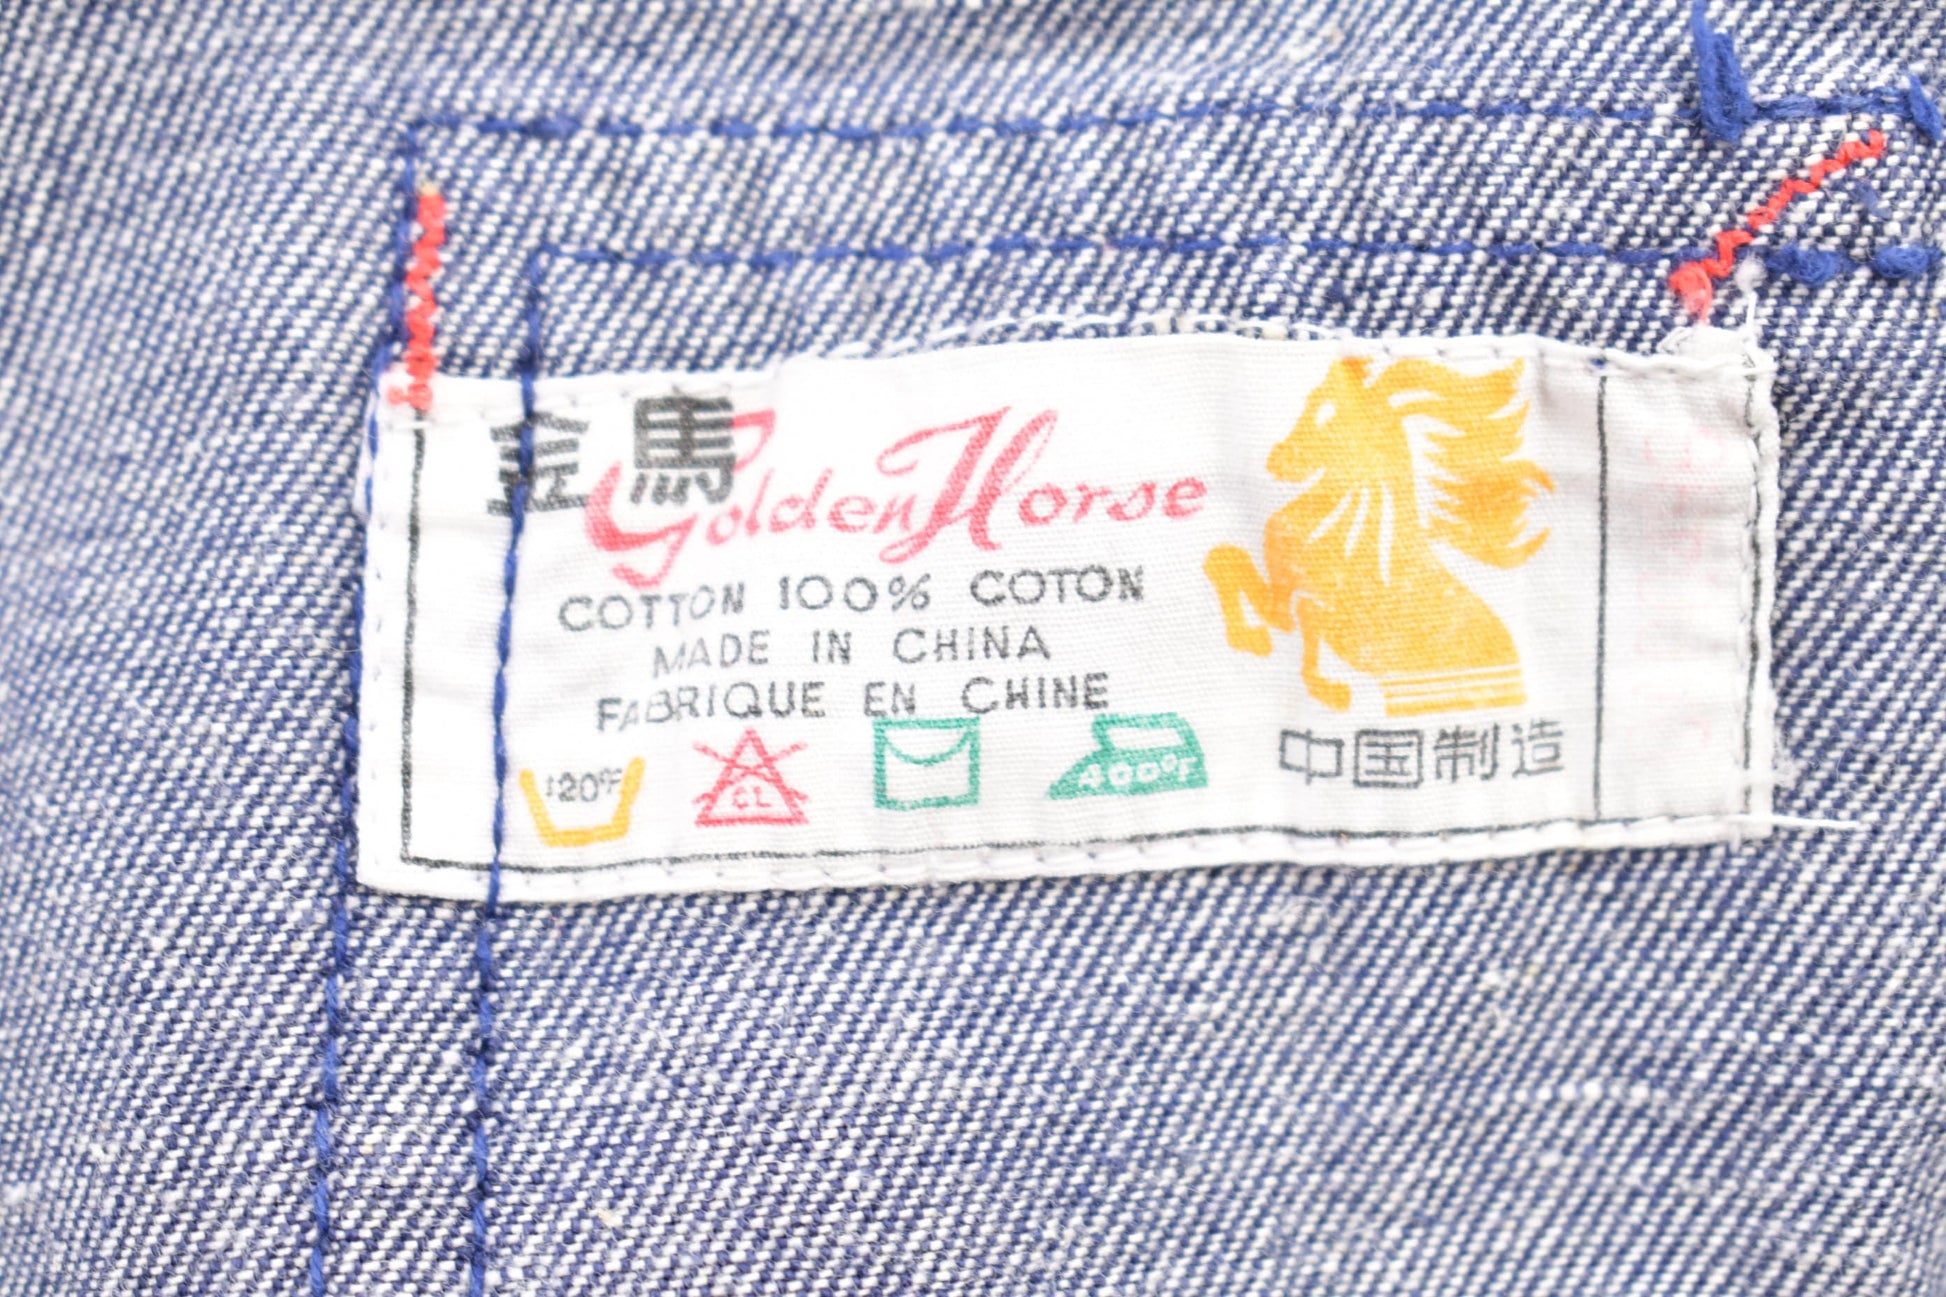 金馬 Golden Horse
COTTON 100% COTON
MADE IN CHINA
FABRIQUE EN CHINE
120°F CL 400°F
中国制造